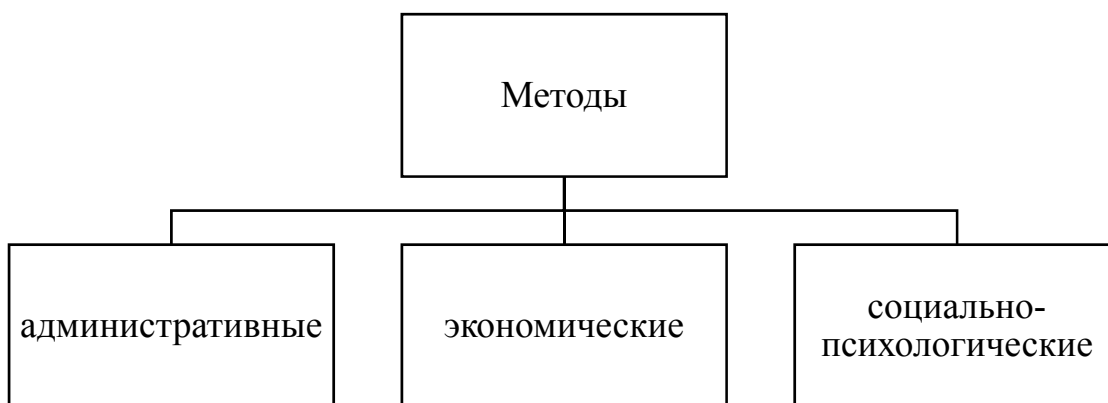 Методы
административные
экономические
социально-
психологические